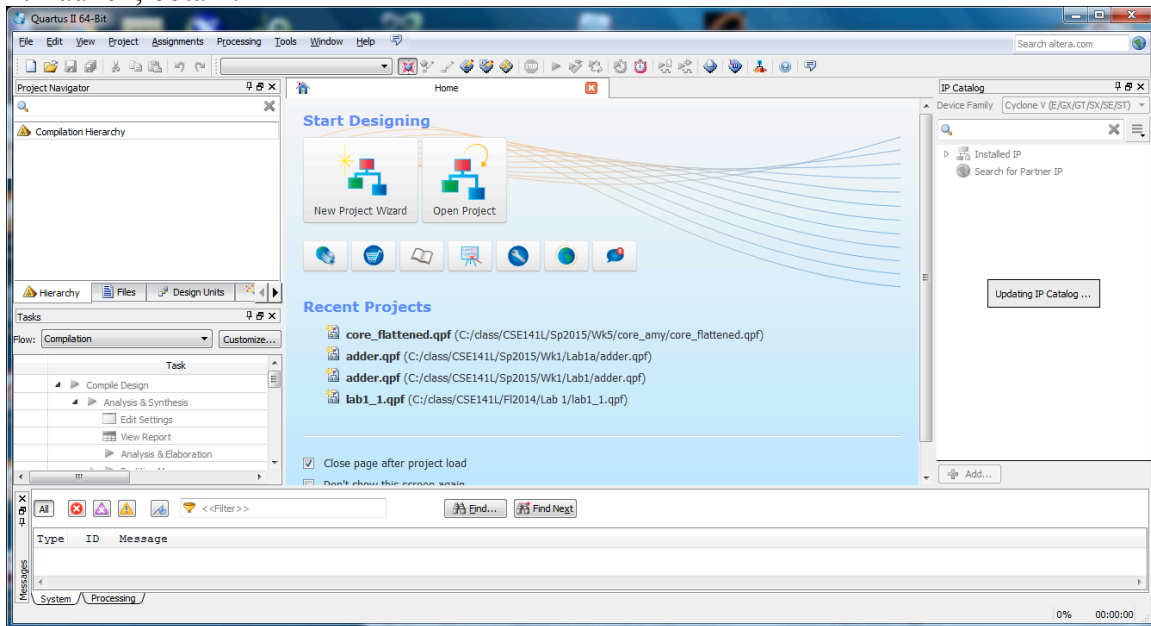 Quartus II 64-Bit
File Edit View Project Assignments Processing Tools Window Help
Search altera.com
Project Navigator
Home
IP Catalog
Device Family Cyclone V (E/GX/GT/SX/SE/ST)
Compilation Hierarchy
Start Designing
Installed IP
Search for Partner IP
New Project Wizard Open Project
Hierarchy Files Design Units
Updating IP Catalog ...
Tasks
Recent Projects
Flow: Compilation Customize...
core_flattened.qpf (C:/class/CSE141L/Sp2015/Wk5/core_amy/core_flattened.qpf)
adder.qpf (C:/class/CSE141L/Sp2015/Wk1/Lab1a/adder.qpf)
Task
adder.qpf (C:/class/CSE141L/Sp2015/Wk1/Lab1/adder.qpf)
Compile Design
lab1_1.qpf (C:/class/CSE141L/Fl2014/Lab 1/lab1_1.qpf)
Analysis & Synthesis
Edit Settings
View Report
Analysis & Elaboration
Close page after project load
Don't show this screen again
Add...
All <<Filter>> Find... Find Next
Type ID Message
Messages
System Processing
0% 00:00:00